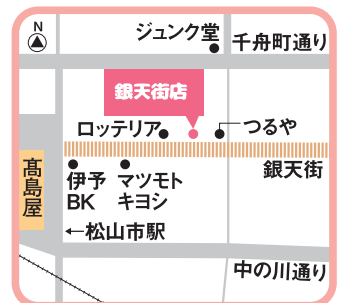 N
ジュンク堂
千舟町通り
銀天街店
ロッテリア
つるや
銀天街
髙島屋
伊予
BK
マツモト
キヨシ
←松山市駅
中の川通り